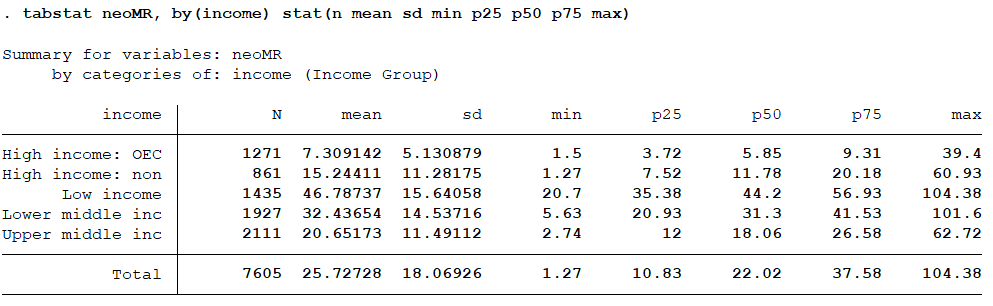 . tabstat neoMR, by(income) stat(n mean sd min p25 p50 p75 max)
Summary for variables: neoMR
by categories of: income (Income Group)
income N mean sd min p25 p50 p75 max
High income: OEC 1271 7.309142 5.130879 1.5 3.72 5.85 9.31 39.4
High income: non 861 15.24411 11.28175 1.27 7.52 11.78 20.18 60.93
Low income 1435 46.78737 15.64058 20.7 35.38 44.2 56.93 104.38
Lower middle inc 1927 32.43654 14.53716 5.63 20.93 31.3 41.53 101.6
Upper middle inc 2111 20.65173 11.49112 2.74 12 18.06 26.58 62.72
Total 7605 25.72728 18.06926 1.27 10.83 22.02 37.58 104.38